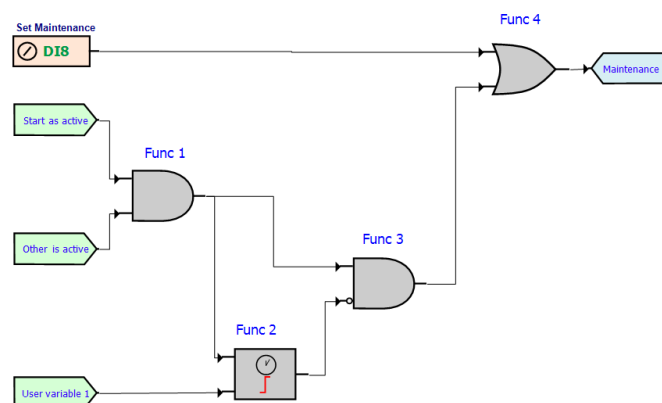 Func 4
Set Maintenance
DI8
Maintenance
Start as active
Func 1
Other is active
Func 3
Func 2
V
User variable 1